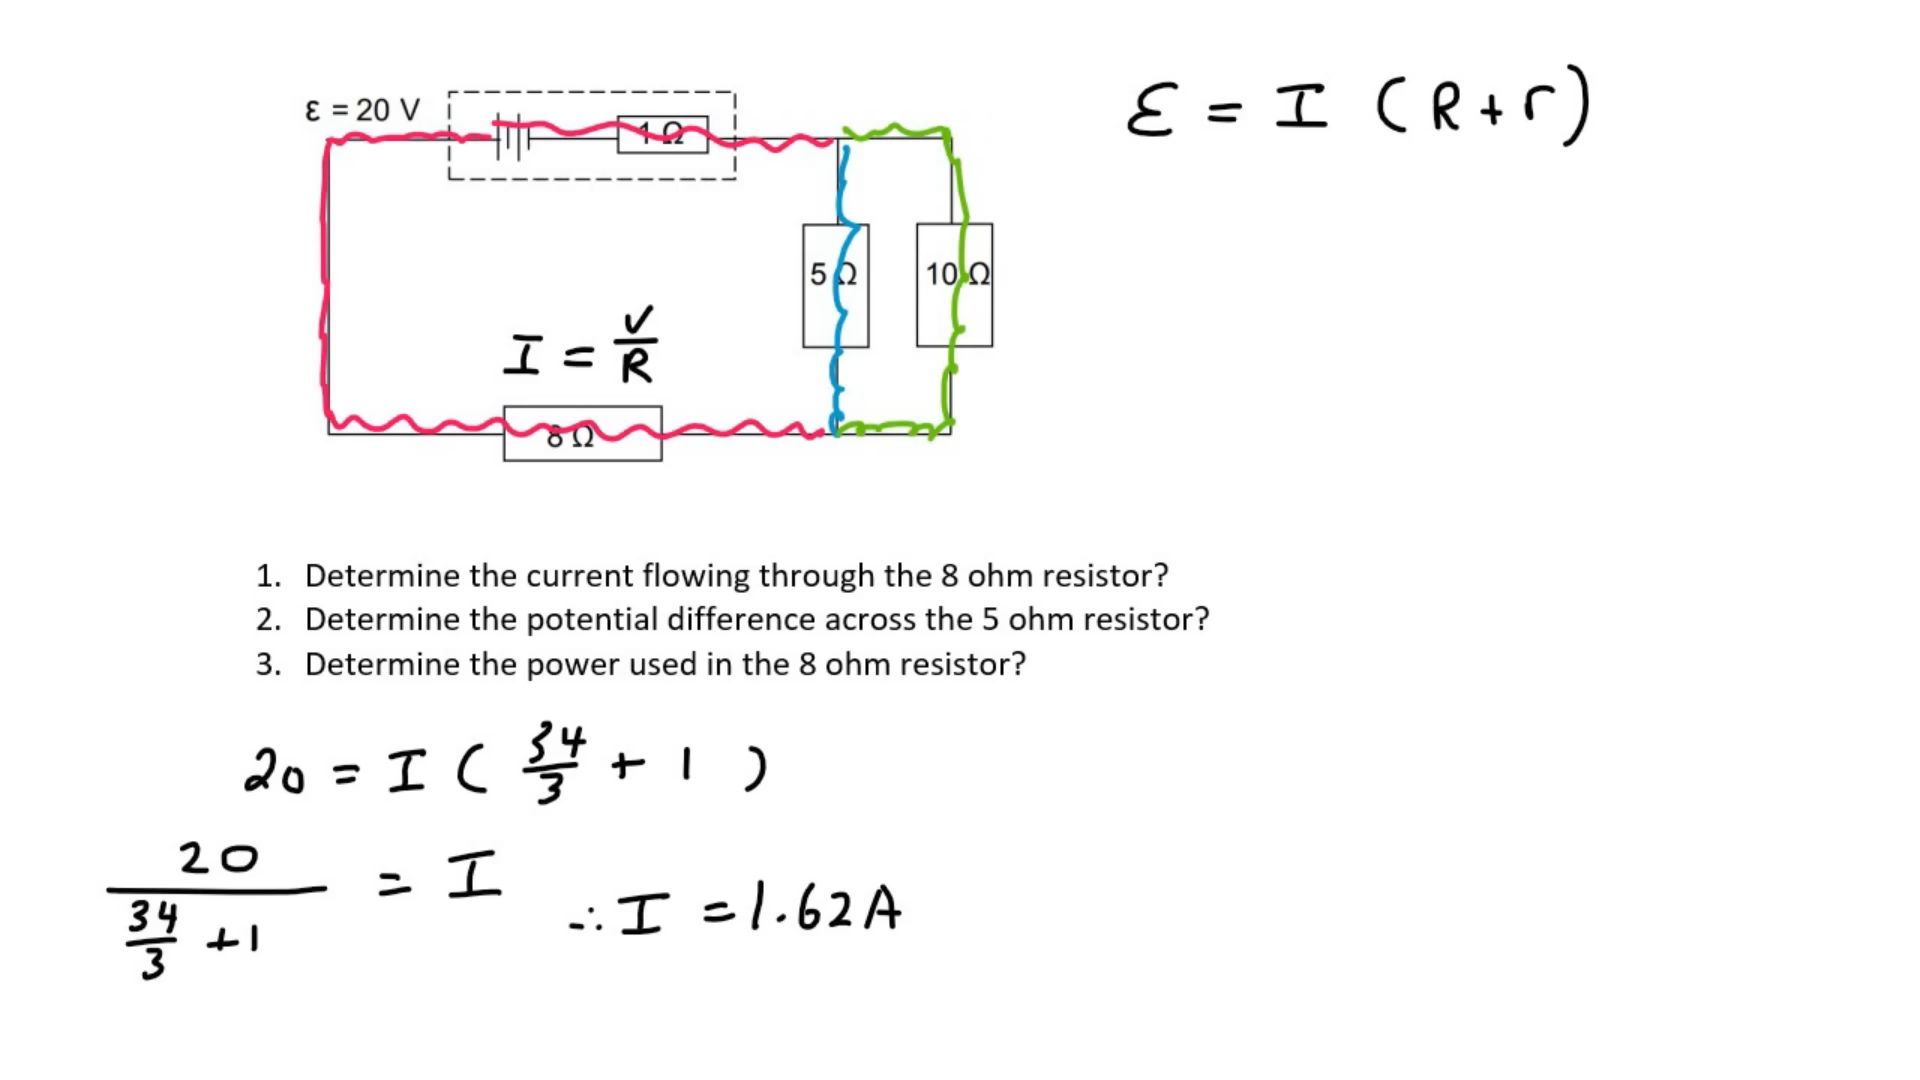 ε = 20 V
1 Ω
ε = I (R+r)
5 Ω
10 Ω
I = V/R
8 Ω
1. Determine the current flowing through the 8 ohm resistor?
2. Determine the potential difference across the 5 ohm resistor?
3. Determine the power used in the 8 ohm resistor?
20 = I ( 34/3 + 1 )
20 / (34/3 + 1) = I ∴ I = 1.62A